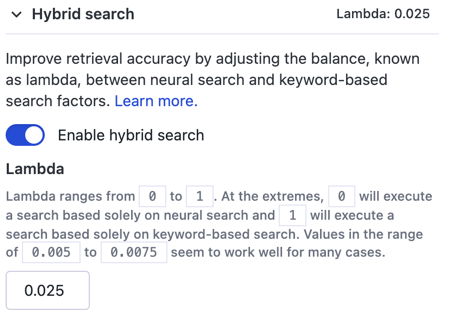 Hybrid search Lambda: 0.025
Improve retrieval accuracy by adjusting the balance, known
as lambda, between neural search and keyword-based
search factors. Learn more.
Enable hybrid search
Lambda
Lambda ranges from 0 to 1. At the extremes, 0 will execute
a search based solely on neural search and 1 will execute a
search based solely on keyword-based search. Values in the range
of 0.005 to 0.0075 seem to work well for many cases.
0.025